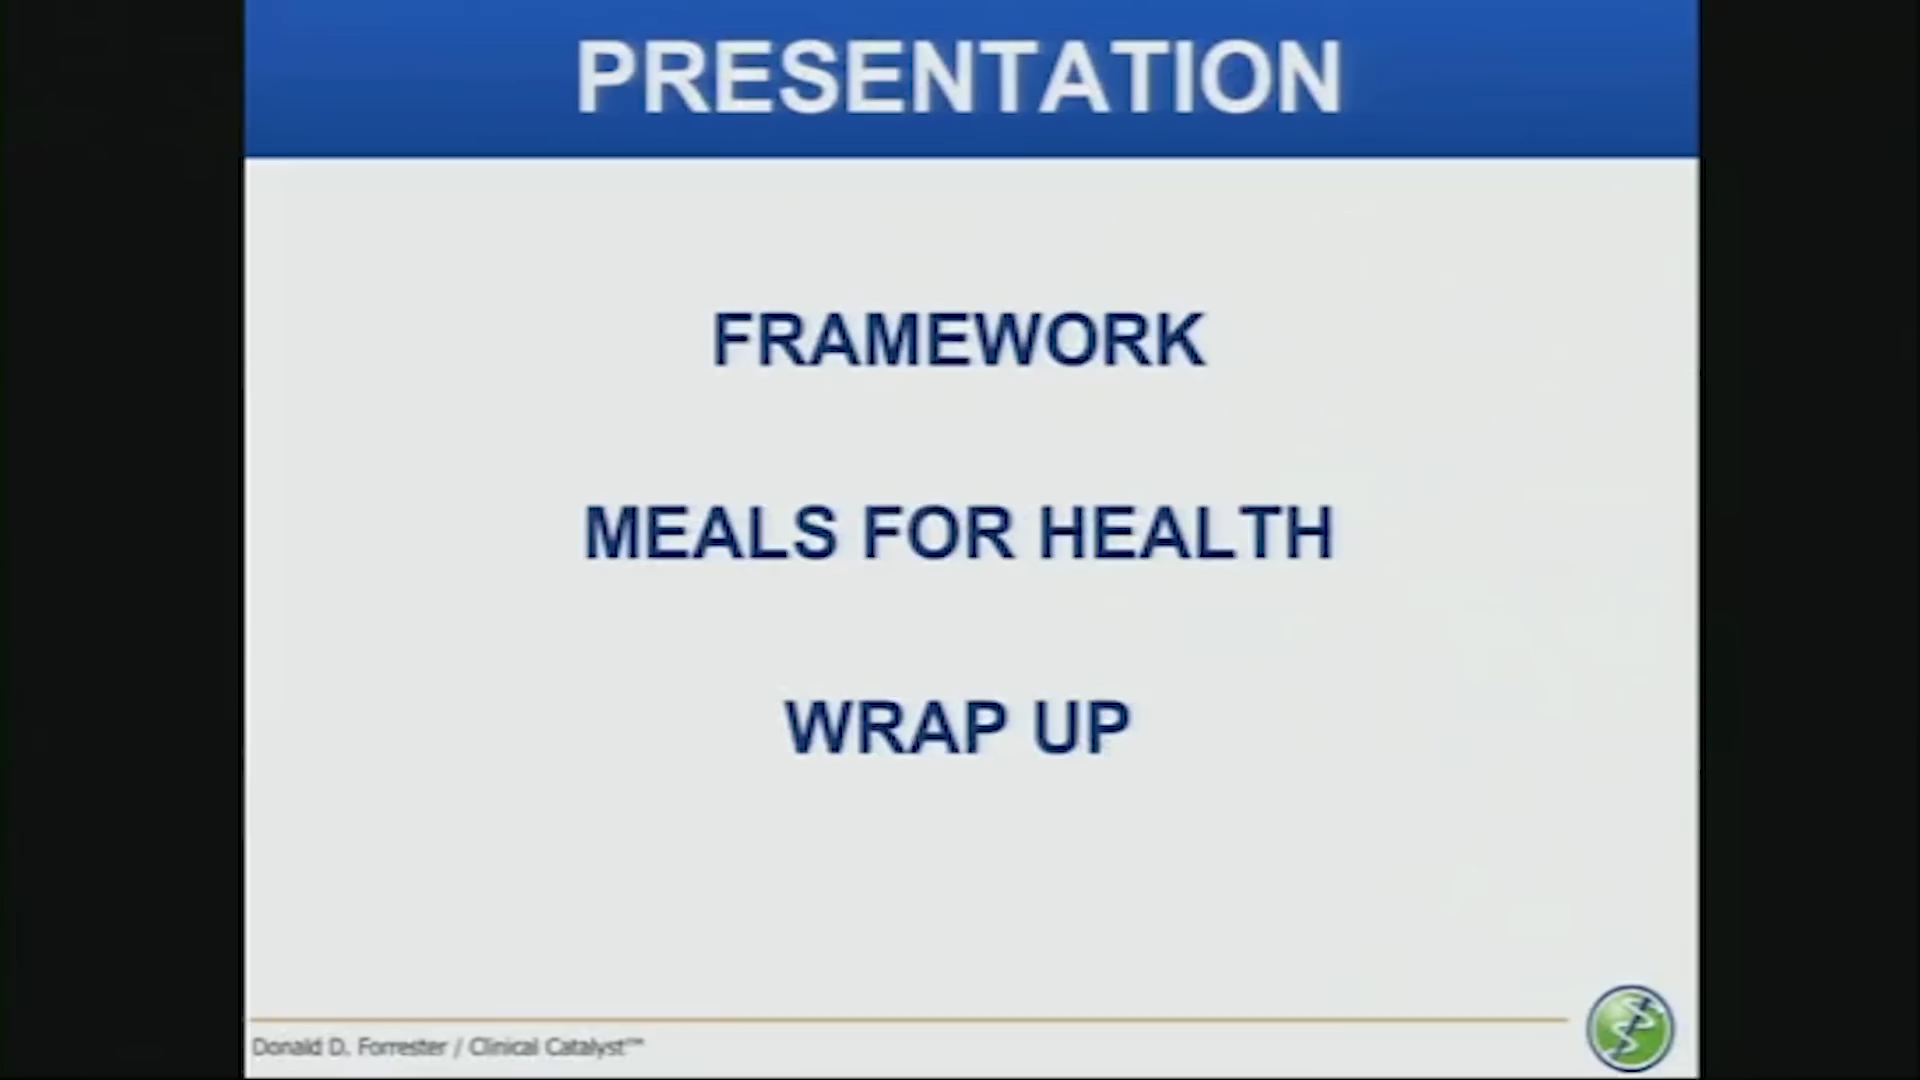 PRESENTATION
FRAMEWORK
MEALS FOR HEALTH
WRAP UP
Donald D. Forrester / Clinical Catalyst™